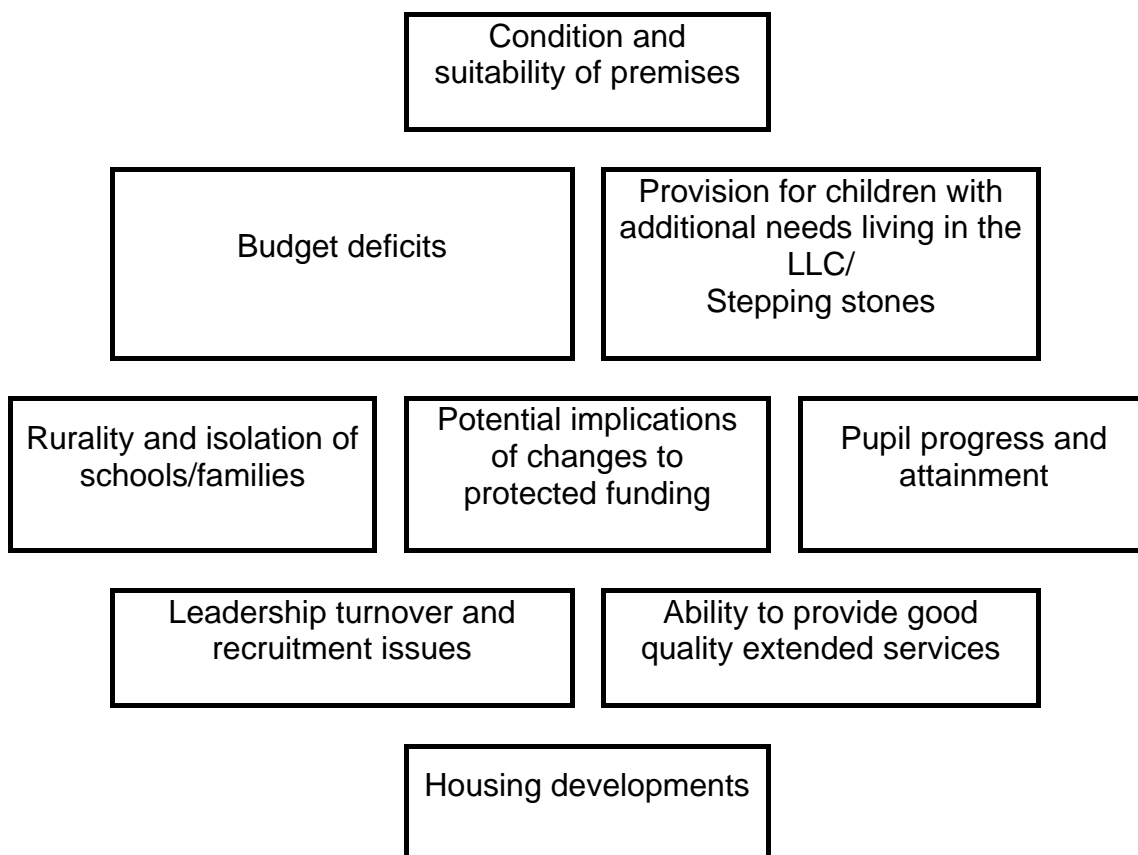 Condition and
suitability of premises
Budget deficits
Provision for children with
additional needs living in the
LLC/
Stepping stones
Rurality and isolation of
schools/families
Potential implications
of changes to
protected funding
Pupil progress and
attainment
Leadership turnover and
recruitment issues
Ability to provide good
quality extended services
Housing developments